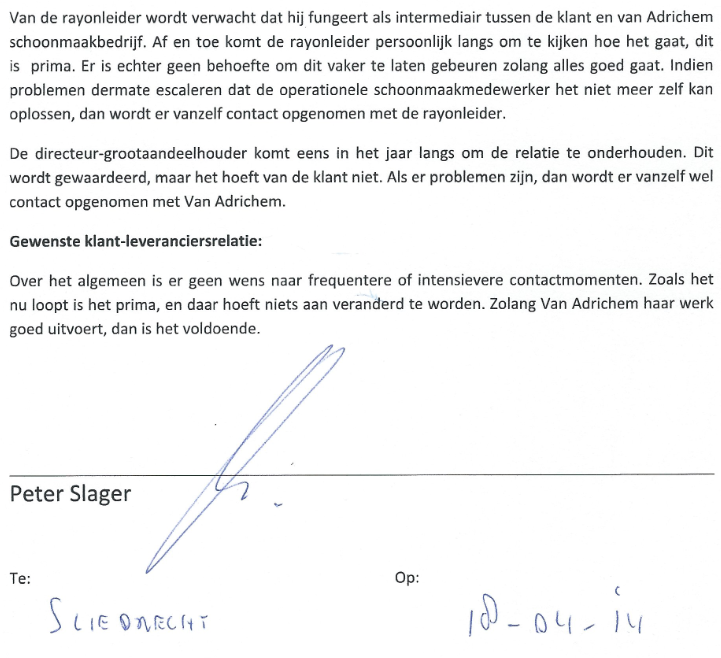 Van de rayonleider wordt verwacht dat hij fungeert als intermediair tussen de klant en van Adrichem
schoonmaakbedrijf. Af en toe komt de rayonleider persoonlijk langs om te kijken hoe het gaat, dit
is prima. Er is echter geen behoefte om dit vaker te laten gebeuren zolang alles goed gaat. Indien
problemen dermate escaleren dat de operationele schoonmaakmedewerker het niet meer zelf kan
oplossen, dan wordt er vanzelf contact opgenomen met de rayonleider.
De directeur-grootaandeelhouder komt eens in het jaar langs om de relatie te onderhouden. Dit
wordt gewaardeerd, maar het hoeft van de klant niet. Als er problemen zijn, dan wordt er vanzelf wel
contact opgenomen met Van Adrichem.
Gewenste klant-leveranciersrelatie:
Over het algemeen is er geen wens naar frequentere of intensievere contactmomenten. Zoals het
nu loopt is het prima, en daar hoeft niets aan veranderd te worden. Zolang Van Adrichem haar werk
goed uitvoert, dan is het voldoende.
Peter Slager
Te: Op:
SLIEDRECHT 18-04-14